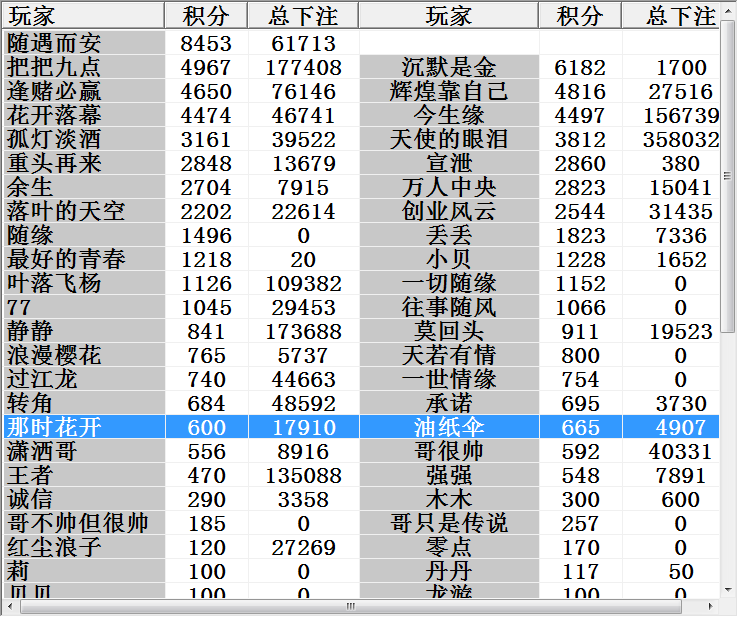 玩家 积分 总下注 玩家 积分 总下注
随遇而安 8453 61713
把把九点 4967 177408 沉默是金 6182 1700
逢赌必赢 4650 76146 辉煌靠自己 4816 27516
花开落幕 4474 46741 今生缘 4497 156739
孤灯淡酒 3161 39522 天使的眼泪 3812 358032
重头再来 2848 13679 宣泄 2860 380
余生 2704 7915 万人中央 2823 15041
落叶的天空 2202 22614 创业风云 2544 31435
随缘 1496 0 丢丢 1823 7336
最好的青春 1218 20 小贝 1228 1652
叶落飞杨 1126 109382 一切随缘 1152 0
77 1045 29453 往事随风 1066 0
静静 841 173688 莫回头 911 19523
浪漫樱花 765 5737 天若有情 800 0
过江龙 740 44663 一世情缘 754 0
转角 684 48592 承诺 695 3730
那时花开 600 17910 油纸伞 665 4907
潇洒哥 556 8916 哥很帅 592 40331
王者 470 135088 强强 548 7891
诚信 290 3358 木木 300 600
哥不帅但很帅 185 0 哥只是传说 257 0
红尘浪子 120 27269 零点 170 0
莉 100 0 丹丹 117 50
贝贝 100 0 龙游 100 0